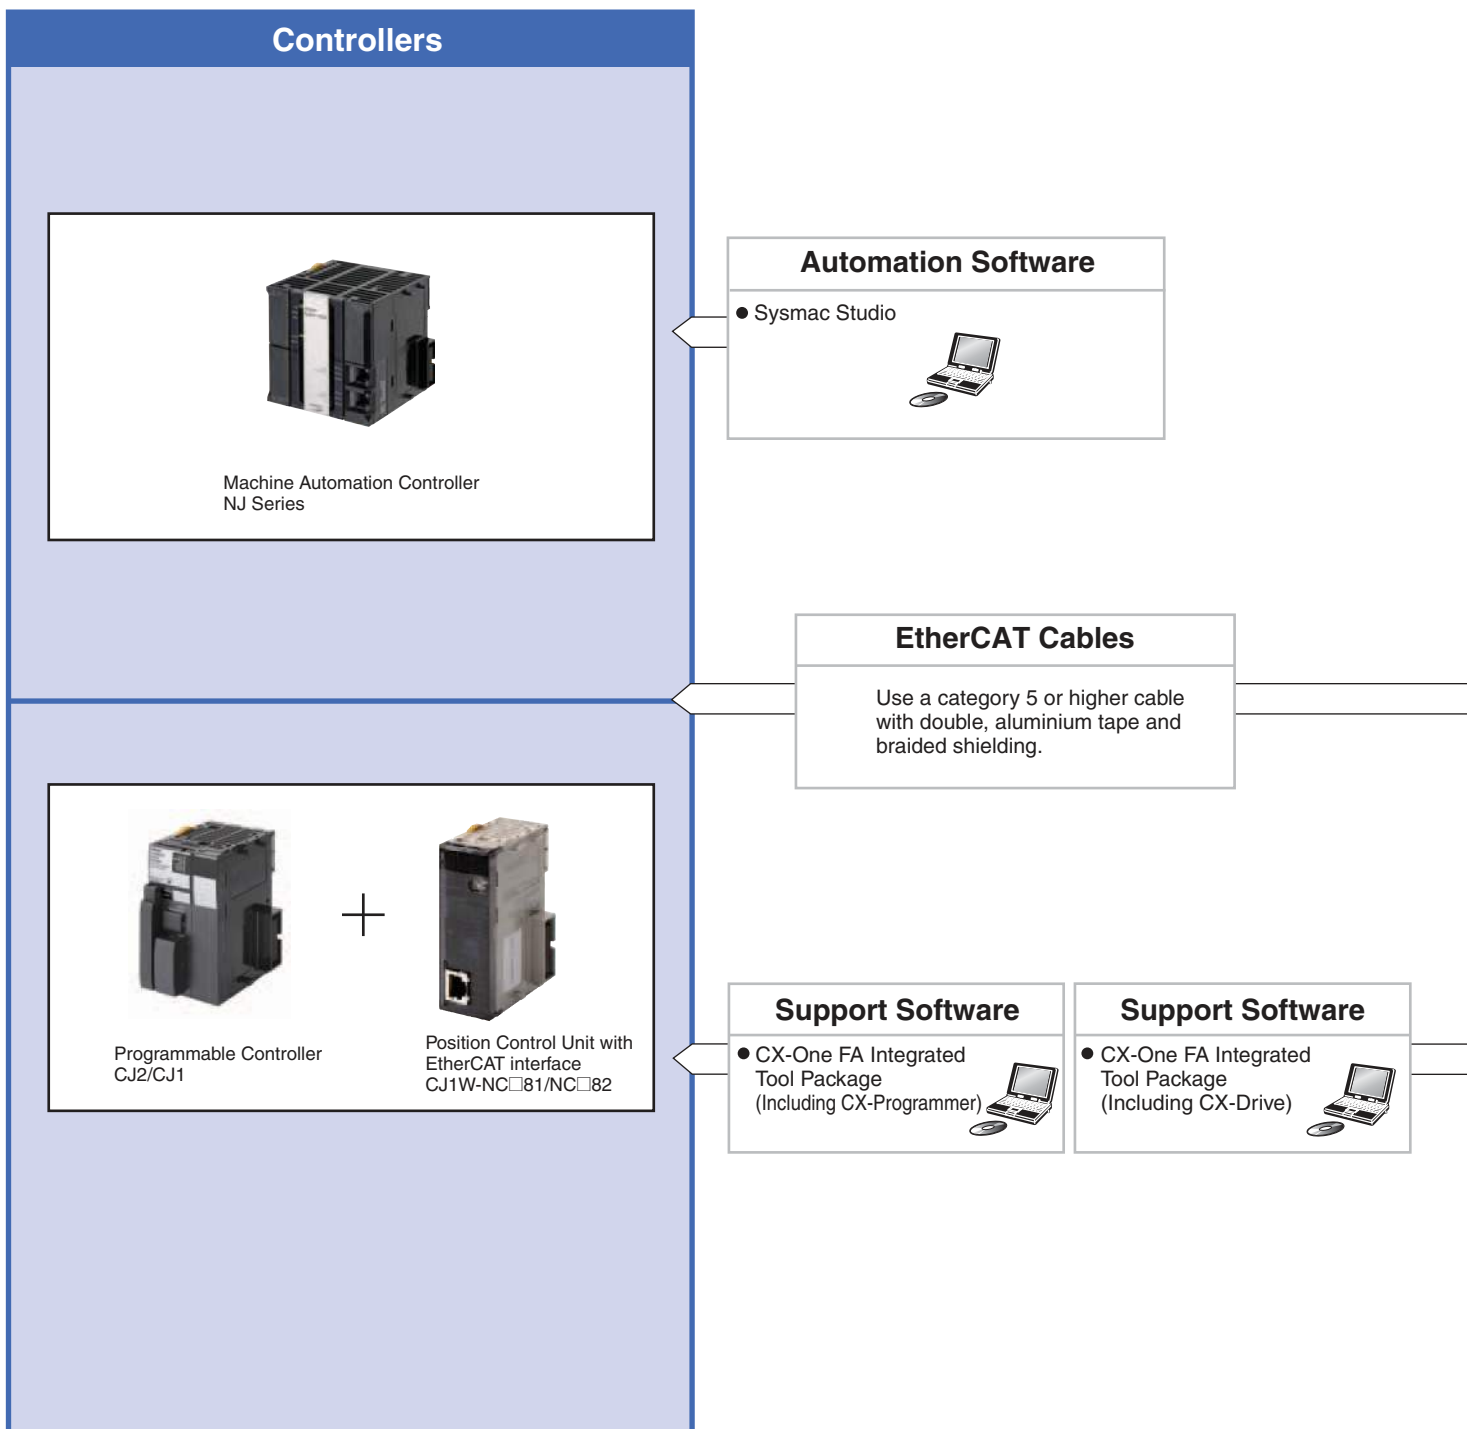 Controllers
Machine Automation Controller
NJ Series
Automation Software
● Sysmac Studio
EtherCAT Cables
Use a category 5 or higher cable
with double, aluminium tape and
braided shielding.
Programmable Controller
CJ2/CJ1
Position Control Unit with
EtherCAT interface
CJ1W-NC□81/NC□82
Support Software
● CX-One FA Integrated
Tool Package
(Including CX-Programmer)
Support Software
● CX-One FA Integrated
Tool Package
(Including CX-Drive)